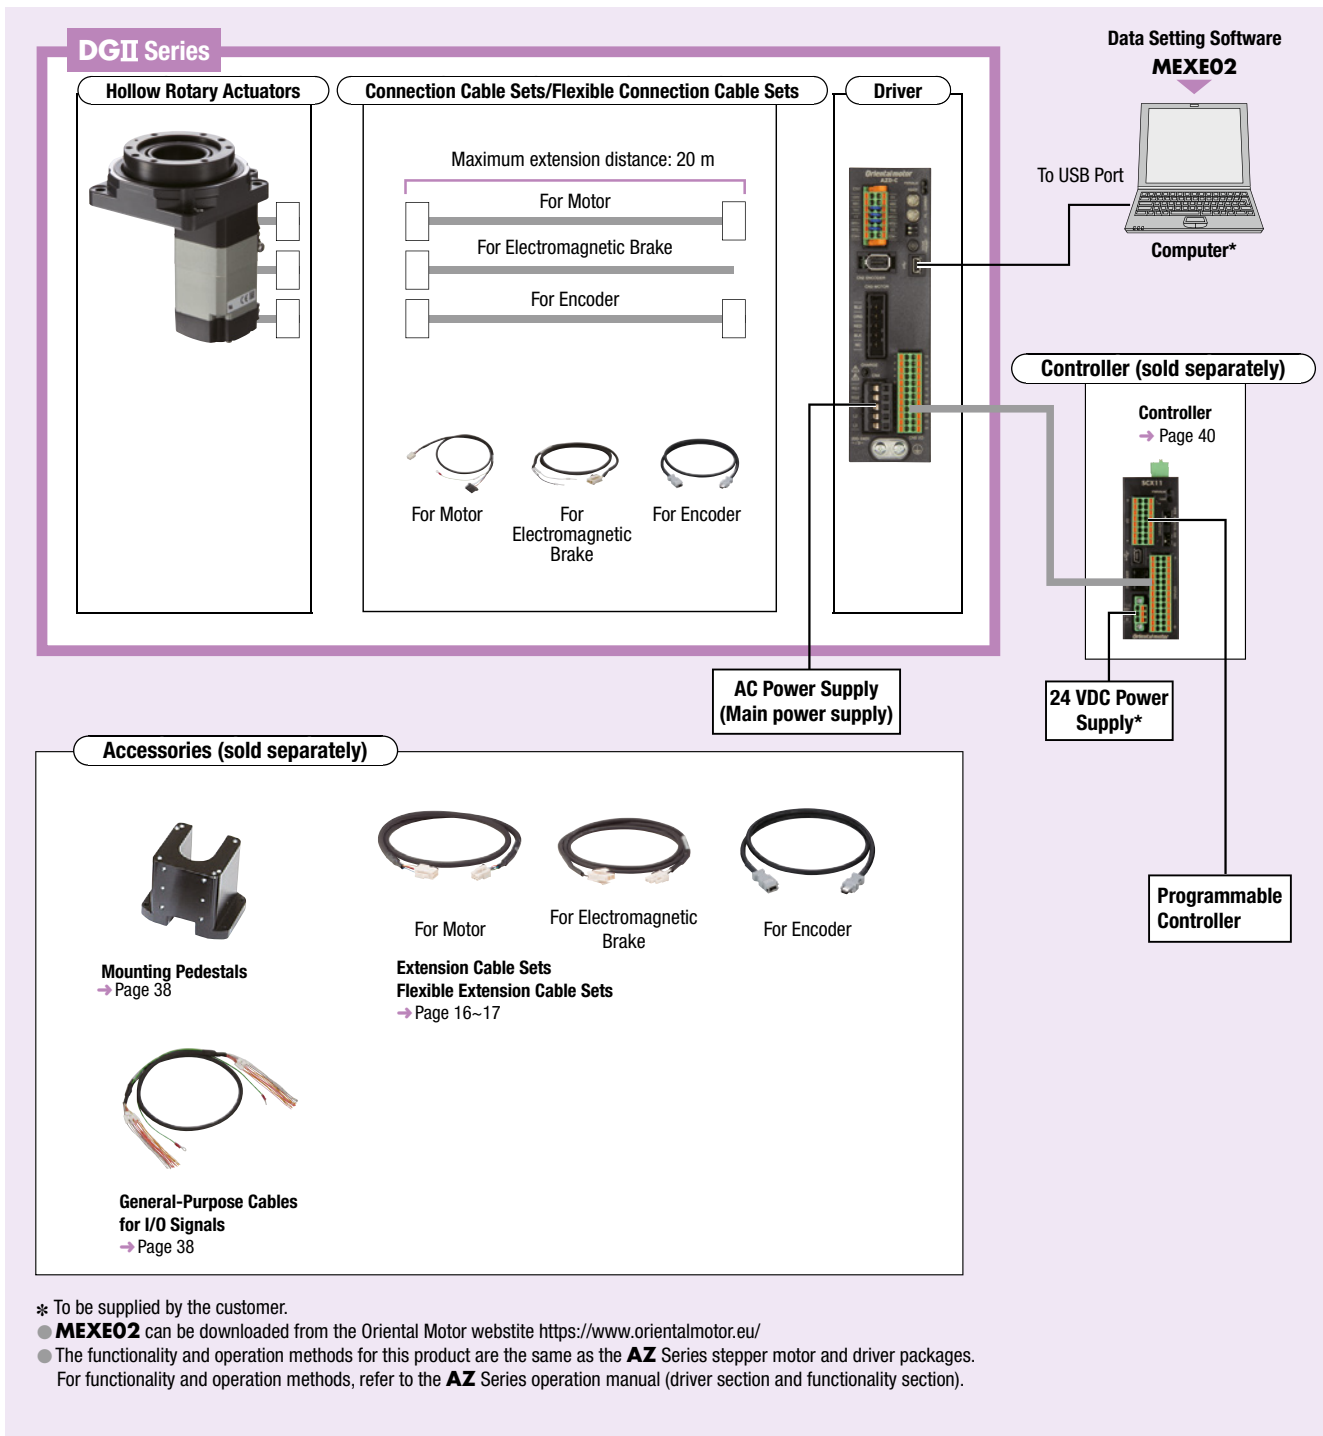 DGII Series
Hollow Rotary Actuators
Connection Cable Sets/Flexible Connection Cable Sets
Driver
Maximum extension distance: 20 m
For Motor
For Electromagnetic Brake
For Encoder
For Motor
For
Electromagnetic
Brake
For Encoder
Orientalmotor
AZD-C
Data Setting Software
MEXE02
To USB Port
Computer*
Controller (sold separately)
Controller
➜ Page 40
SCX11
Orientalmotor
AC Power Supply
(Main power supply)
24 VDC Power
Supply*
Programmable
Controller
Accessories (sold separately)
Mounting Pedestals
➜ Page 38
For Motor
For Electromagnetic
Brake
For Encoder
Extension Cable Sets
Flexible Extension Cable Sets
➜ Page 16~17
General-Purpose Cables
for I/O Signals
➜ Page 38
✻ To be supplied by the customer.
● MEXE02 can be downloaded from the Oriental Motor webstite https://www.orientalmotor.eu/
● The functionality and operation methods for this product are the same as the AZ Series stepper motor and driver packages.
For functionality and operation methods, refer to the AZ Series operation manual (driver section and functionality section).